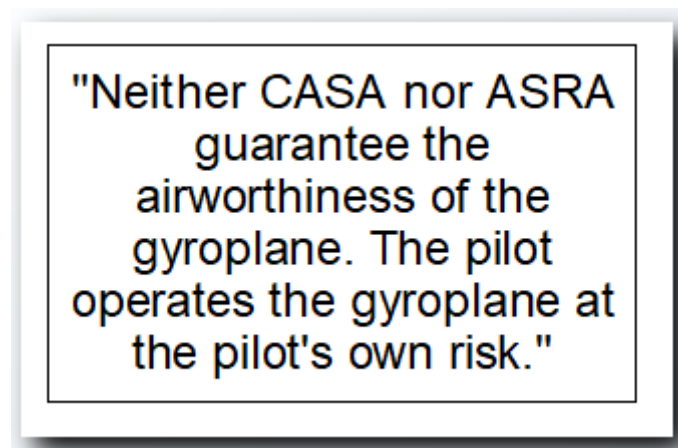 "Neither CASA nor ASRA
guarantee the
airworthiness of the
gyroplane. The pilot
operates the gyroplane at
the pilot's own risk."